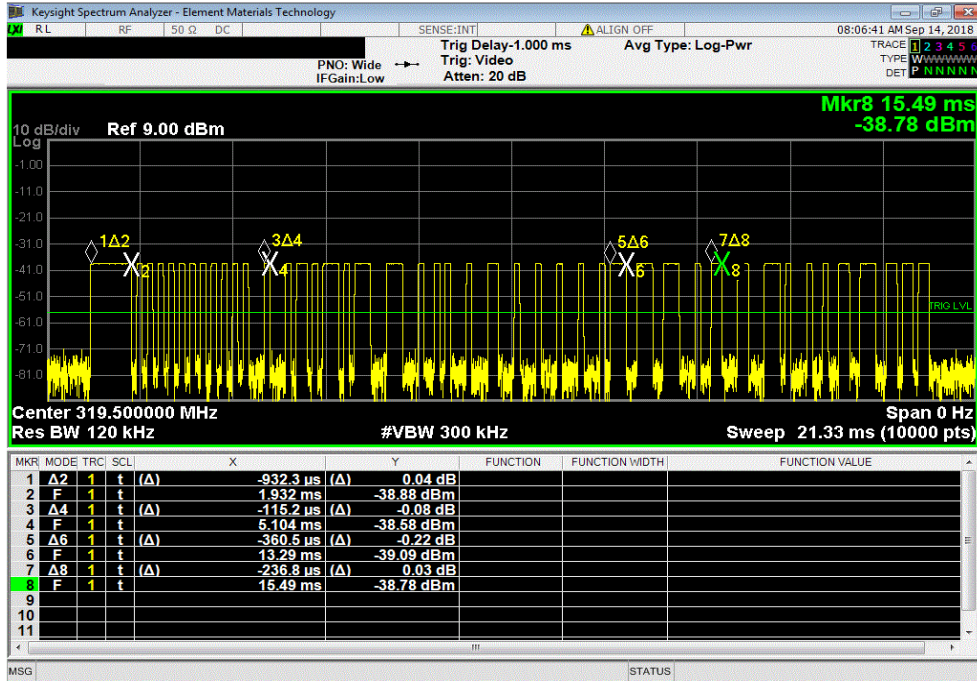 Keysight Spectrum Analyzer - Element Materials Technology
LXI RL RF 50 Ω DC SENSE:INT ALIGN OFF 08:06:41 AM Sep 14, 2018
Trig Delay-1.000 ms Avg Type: Log-Pwr TRACE 1 2 3 4 5 6
PNO: Wide Trig: Video TYPE WWWWWW
IFGain:Low Atten: 20 dB DET P N N N N N
Mkr8 15.49 ms
-38.78 dBm
10 dB/div Ref 9.00 dBm
Log
-1.00
-11.0
-21.0
-31.0 1Δ2 3Δ4 5Δ6 7Δ8
-41.0 2 4 6 8
-51.0
TRIG LVL
-61.0
-71.0
-81.0
Center 319.500000 MHz Span 0 Hz
Res BW 120 kHz #VBW 300 kHz Sweep 21.33 ms (10000 pts)
MKR MODE TRC SCL X Y FUNCTION FUNCTION WIDTH FUNCTION VALUE
1 Δ2 1 t (Δ) -932.3 µs (Δ) 0.04 dB
2 F 1 t 1.932 ms -38.88 dBm
3 Δ4 1 t (Δ) -115.2 µs (Δ) -0.08 dB
4 F 1 t 5.104 ms -38.58 dBm
5 Δ6 1 t (Δ) -360.5 µs (Δ) -0.22 dB
6 F 1 t 13.29 ms -39.09 dBm
7 Δ8 1 t (Δ) -236.8 µs (Δ) 0.03 dB
8 F 1 t 15.49 ms -38.78 dBm
9
10
11
MSG STATUS